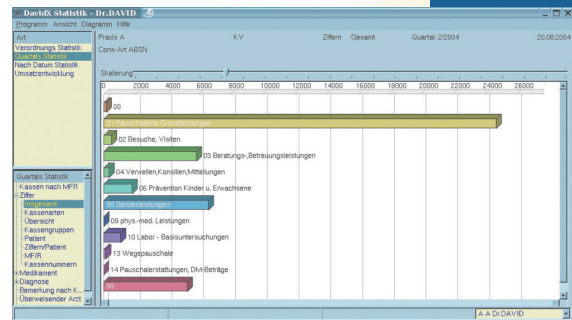 DavidX Statistik - Dr.DAVID
Programm Ansicht Diagramm Hilfe
Art
Verordnungs Statistik
Quartals Statistik
Nach Datum Statistik
Umsatzentwicklung
Praxis A KV Ziffern Gesamt Quartal: 2/2004 20.08.2004
Cons-Art ABSN
Skalierung
0 2000 4000 6000 8000 10000 12000 14000 16000 18000 20000 22000 24000 26000
00
01 Pauschalierte Grundleistungen
02 Besuche, Visiten
03 Beratungs-,Betreuungsleistungen
04 Verweilen,Konsilien,Mitteilungen
06 Prävention Kinder u. Erwachsene
08 Sonderleistungen
09 phys.-med. Leistungen
10 Labor - Basisuntersuchungen
13 Wegepauschale
14 Pauschalerstattungen, DM-Beträge
89
Quartals Statistik
Kassen nach MFR
Ziffer
Insgesamt
Kassenarten
Übersicht
Kassengruppen
Patient
Ziffern/Patient
MF/R
Kassennummern
Medikament
Diagnose
Bemerkung nach K...
Überweisender Arzt
A A Dr.DAVID